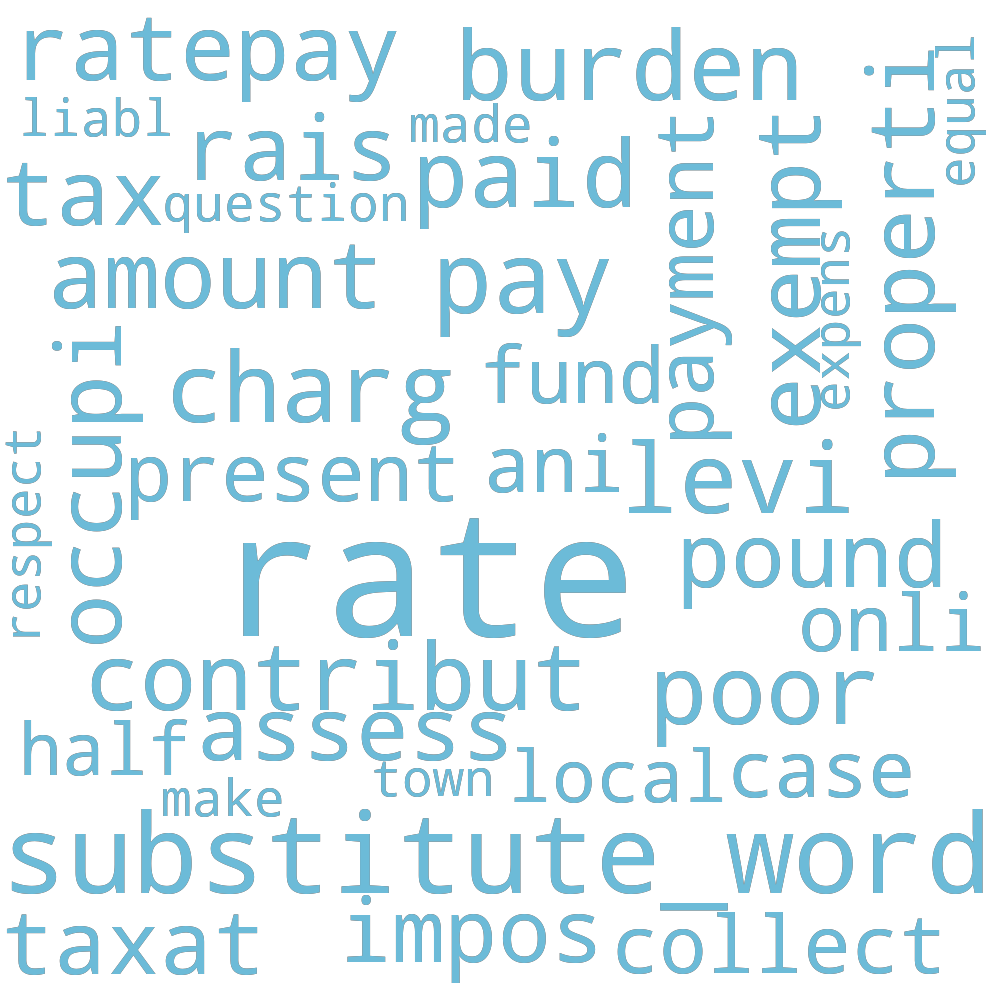 ratepay
burden
liabl
rais
made
tax
question
paid
payment
exempt
expens
properti
equal
amount
pay
occupi
charg
fund
respect
present
ani
levi
rate
pound
onli
contribut
poor
half
assess
town
local
case
make
substitute_word
taxat
impos
collect